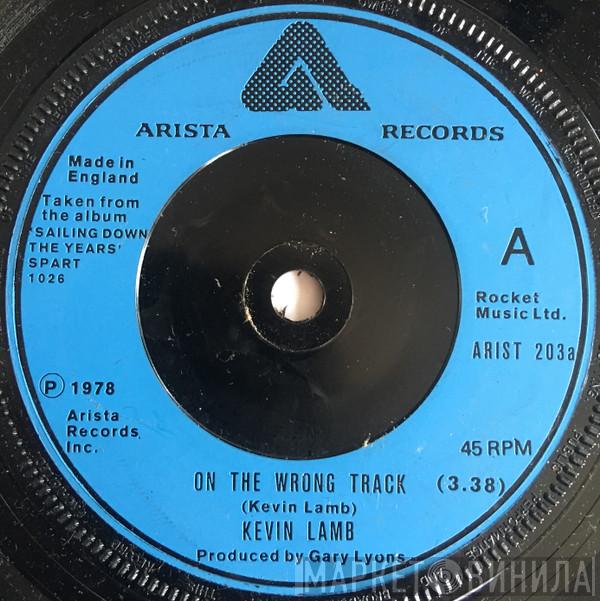 ARISTA RECORDS
Made in
England
Taken from
the album
'SAILING DOWN
THE YEARS'
SPART
1026
A
Rocket
Music Ltd.
ARIST 203a
Ⓟ 1978
Arista
Records,
Inc.
45 RPM
ON THE WRONG TRACK (3.38)
(Kevin Lamb)
KEVIN LAMB
Produced by Gary Lyons
МАРКЕТ ВИНИЛА